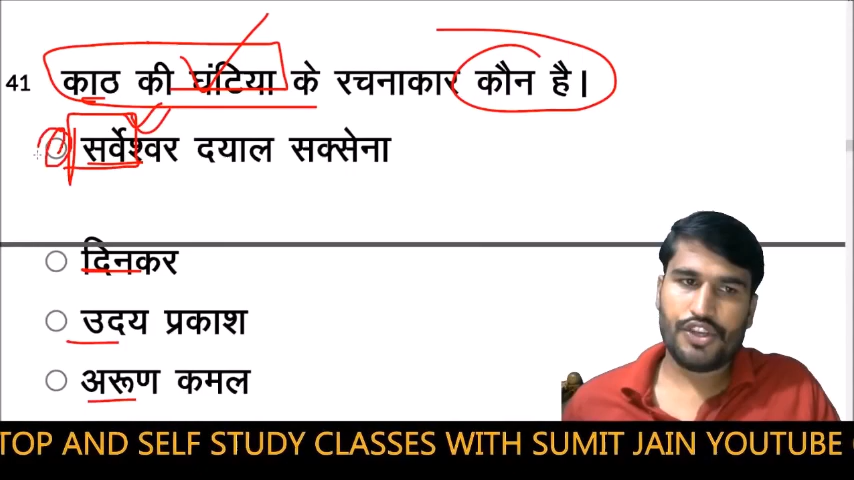 41 काठ की घंटिया के रचनाकार कौन है।
सर्वेश्वर दयाल सक्सेना
दिनकर
उदय प्रकाश
अरूण कमल
TOP AND SELF STUDY CLASSES WITH SUMIT JAIN YOUTUBE